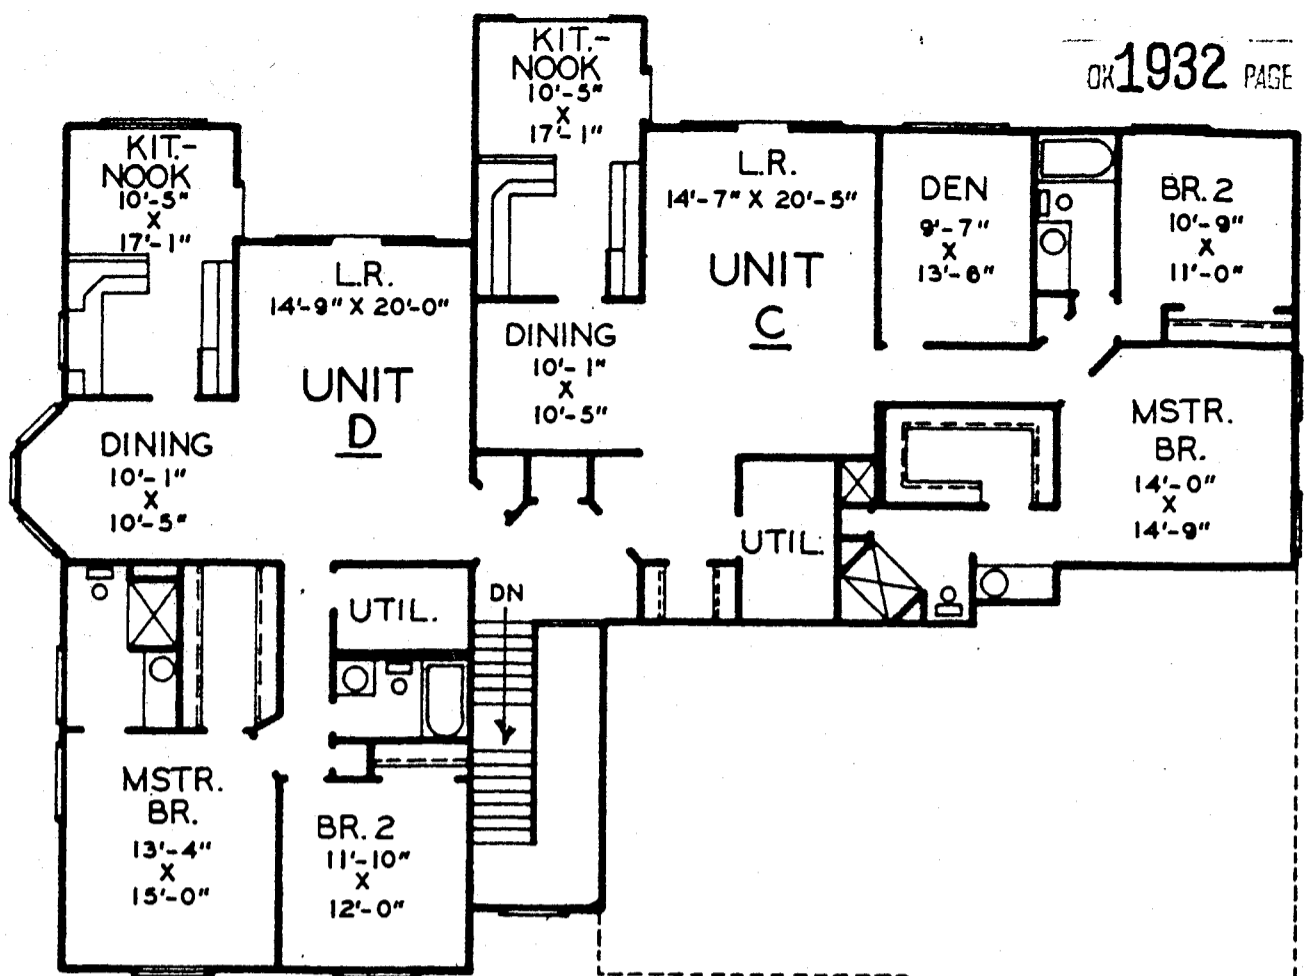 OK 1932 PAGE
KIT.-
NOOK
10'-5"
X
17'-1"
KIT.-
NOOK
10'-5"
X
17'-1"
L.R.
14'-9" X 20'-0"
UNIT
D
DINING
10'-1"
X
10'-5"
L.R.
14'-7" X 20'-5"
UNIT
C
DINING
10'-1"
X
10'-5"
DEN
9'-7"
X
13'-6"
BR. 2
10'-9"
X
11'-0"
MSTR.
BR.
14'-0"
X
14'-9"
UTIL.
UTIL.
DN
MSTR.
BR.
13'-4"
X
15'-0"
BR. 2
11'-10"
X
12'-0"